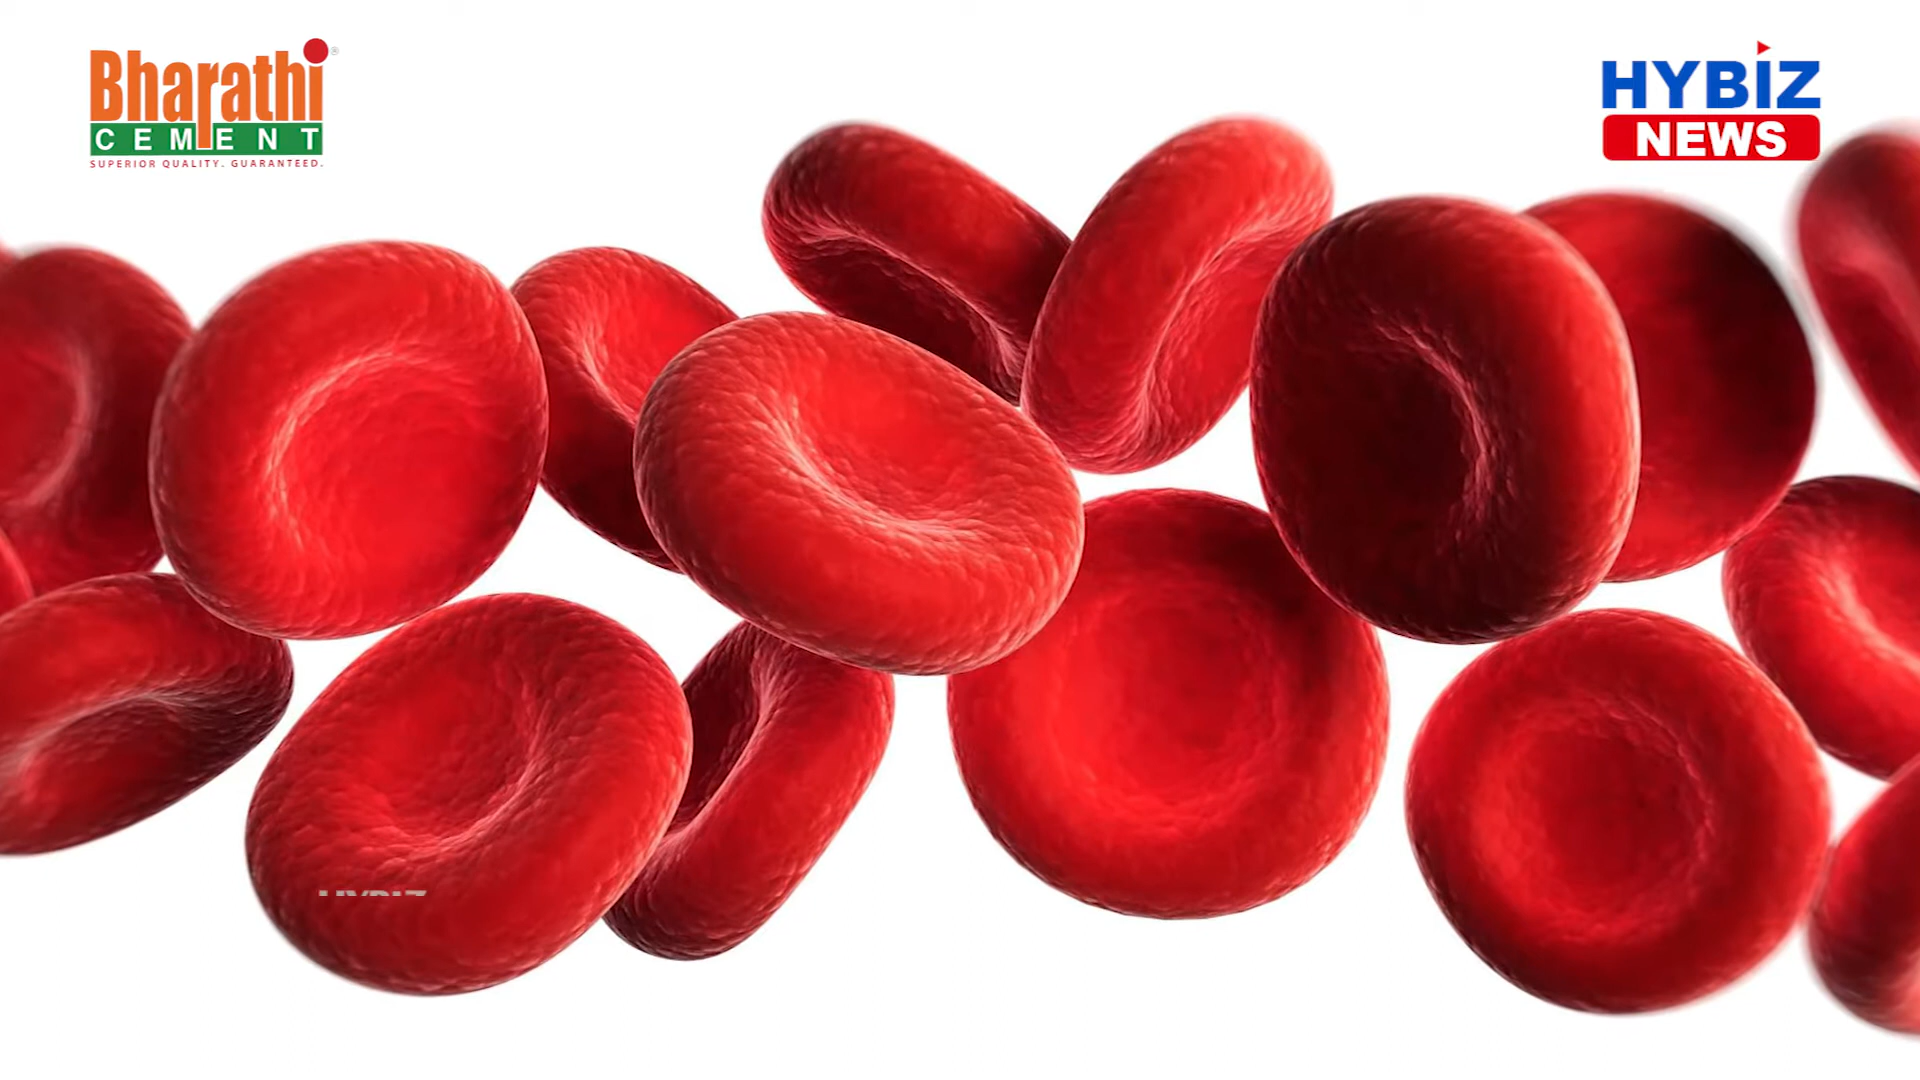 Bharathi
CEMENT
SUPERIOR QUALITY. GUARANTEED.
HYBIZ
NEWS